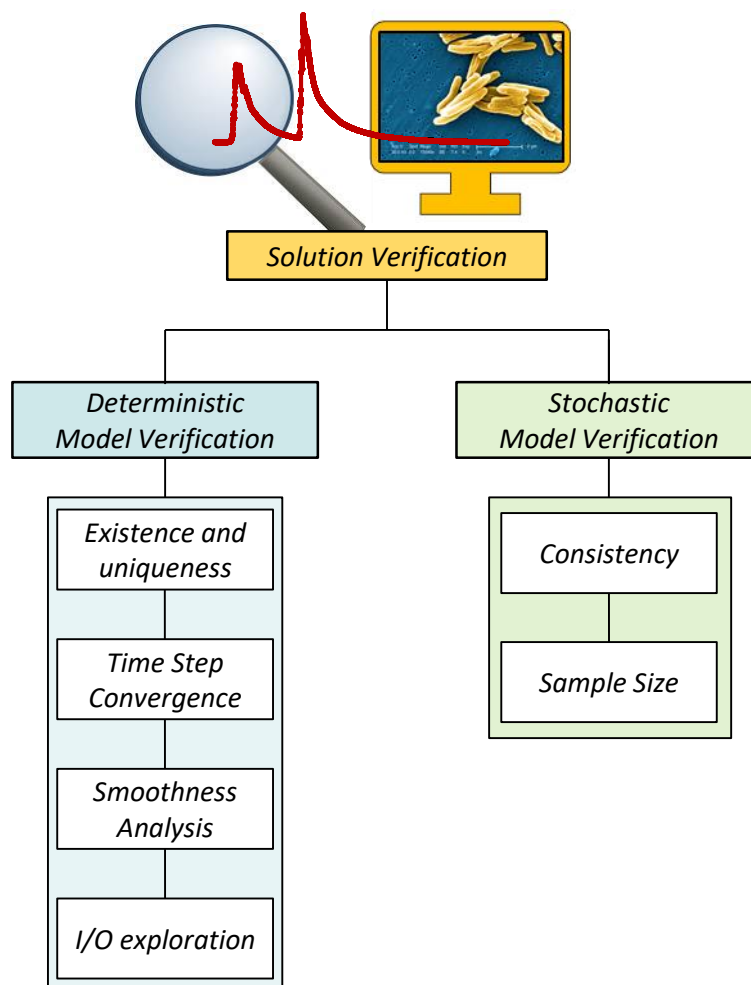 Solution Verification
Deterministic
Model Verification
Stochastic
Model Verification
Existence and
uniqueness
Time Step
Convergence
Smoothness
Analysis
I/O exploration
Consistency
Sample Size